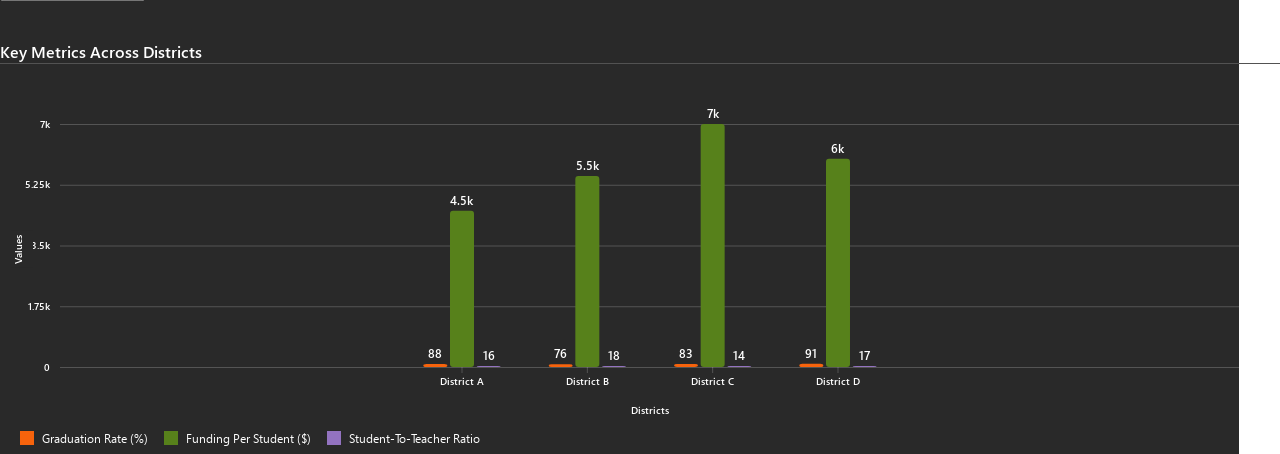 Key Metrics Across Districts
7k
7k
6k
5.5k
5.25k
4.5k
Values
3.5k
1.75k
88
16
76
18
83
14
91
17
0
District A
District B
District C
District D
Districts
Graduation Rate (%)
Funding Per Student ($)
Student-To-Teacher Ratio